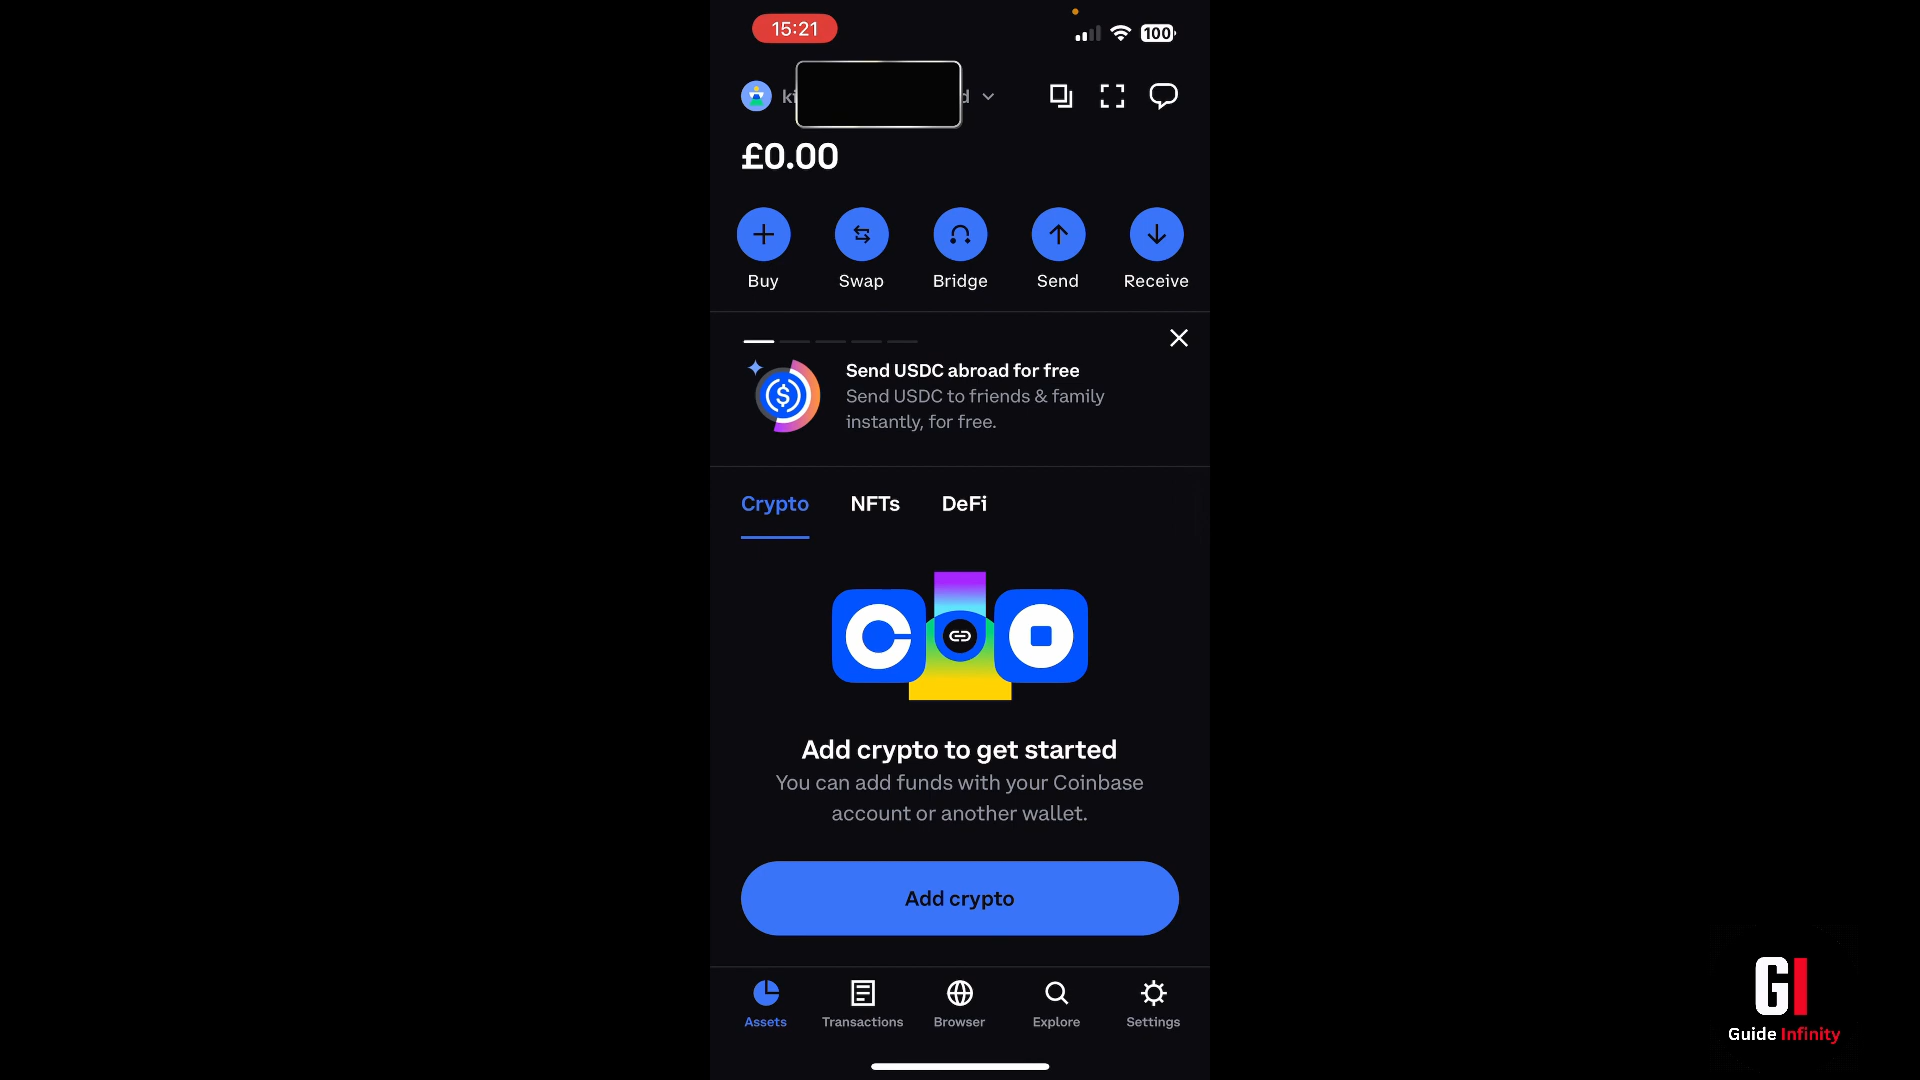 15:21
100
ki
d
£0.00
Buy
Swap
Bridge
Send
Receive
Send USDC abroad for free
Send USDC to friends & family
instantly, for free.
Crypto
NFTs
DeFi
Add crypto to get started
You can add funds with your Coinbase
account or another wallet.
Add crypto
Assets
Transactions
Browser
Explore
Settings
GI
Guide Infinity